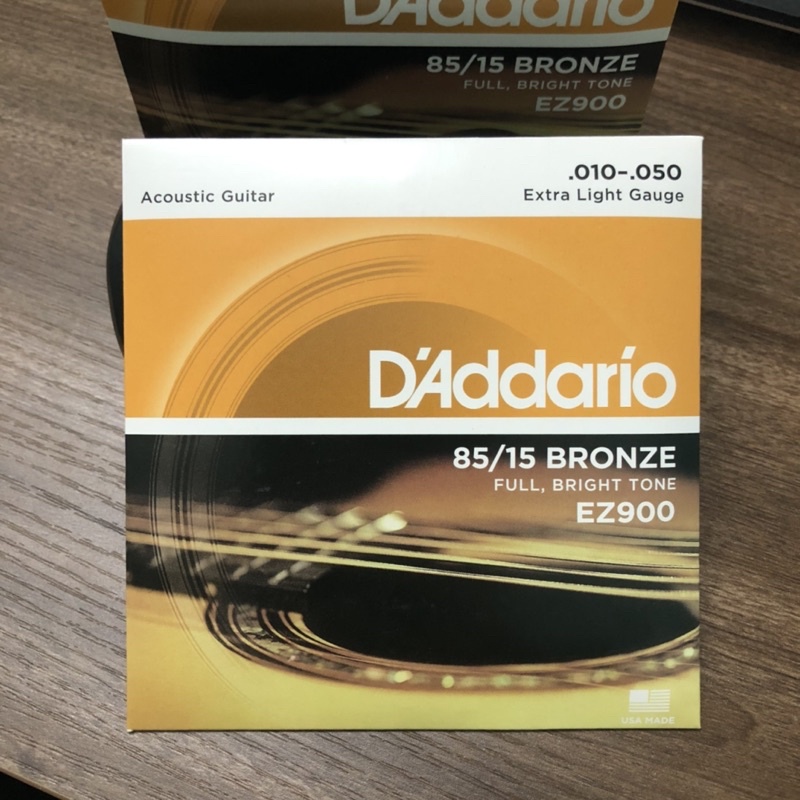 D'Addario
85/15 BRONZE
FULL, BRIGHT TONE
EZ900
.010-.050
Acoustic Guitar
Extra Light Gauge
D'Addario
85/15 BRONZE
FULL, BRIGHT TONE
EZ900
USA MADE